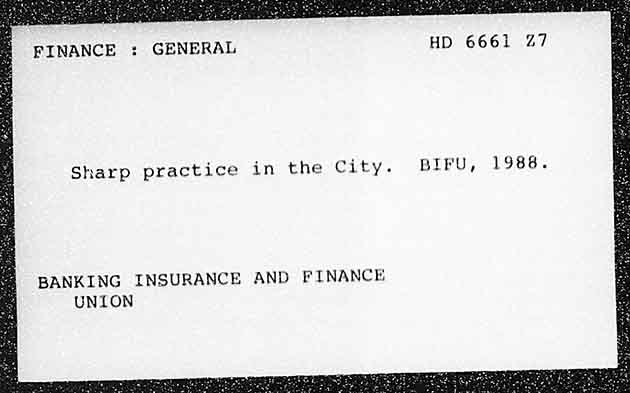 FINANCE : GENERAL HD 6661 Z7
Sharp practice in the City. BIFU, 1988.
BANKING INSURANCE AND FINANCE
UNION